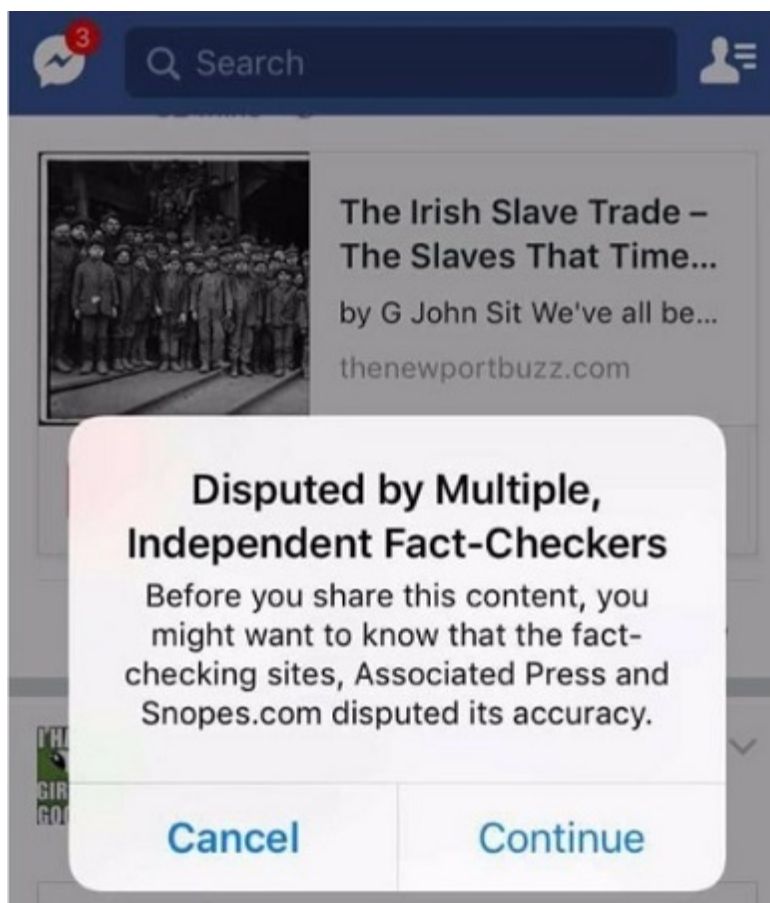 3
Search
The Irish Slave Trade –
The Slaves That Time...
by G John Sit We've all be...
thenewportbuzz.com
Disputed by Multiple,
Independent Fact-Checkers
Before you share this content, you
might want to know that the fact-
checking sites, Associated Press and
Snopes.com disputed its accuracy.
GIR
Cancel
Continue